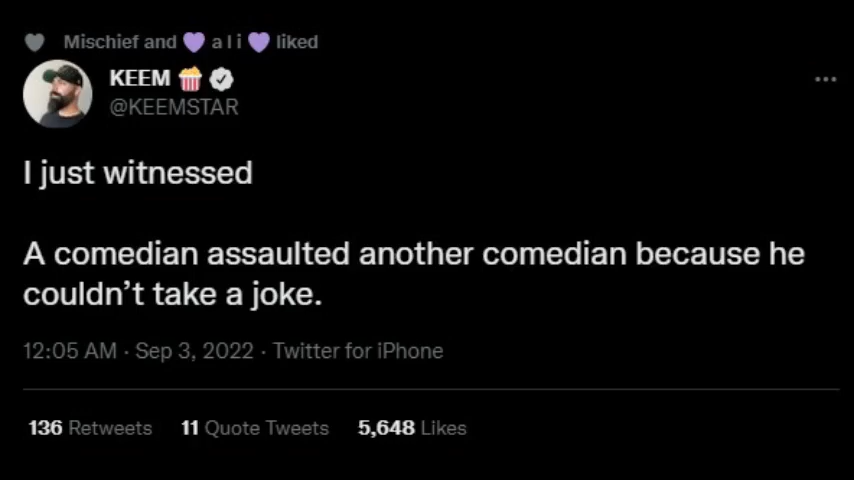 Mischief and 💜 a l i 💜 liked
KEEM 🍿
@KEEMSTAR
I just witnessed
A comedian assaulted another comedian because he
couldn’t take a joke.
12:05 AM · Sep 3, 2022 · Twitter for iPhone
136 Retweets 11 Quote Tweets 5,648 Likes